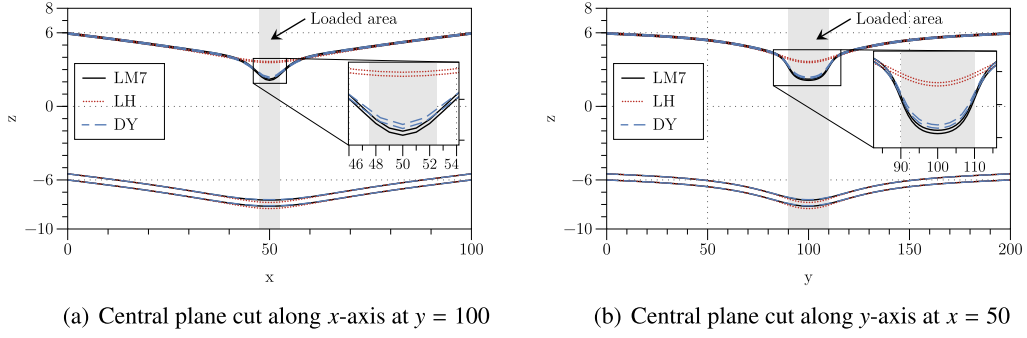 8
6
0
−6
−10
z
0
50
100
x
Loaded area
LM7
LH
DY
46 48 50 52 54
(a) Central plane cut along x-axis at y = 100
8
6
0
−6
−10
z
0
50
100
150
200
y
Loaded area
LM7
LH
DY
90 100 110
(b) Central plane cut along y-axis at x = 50